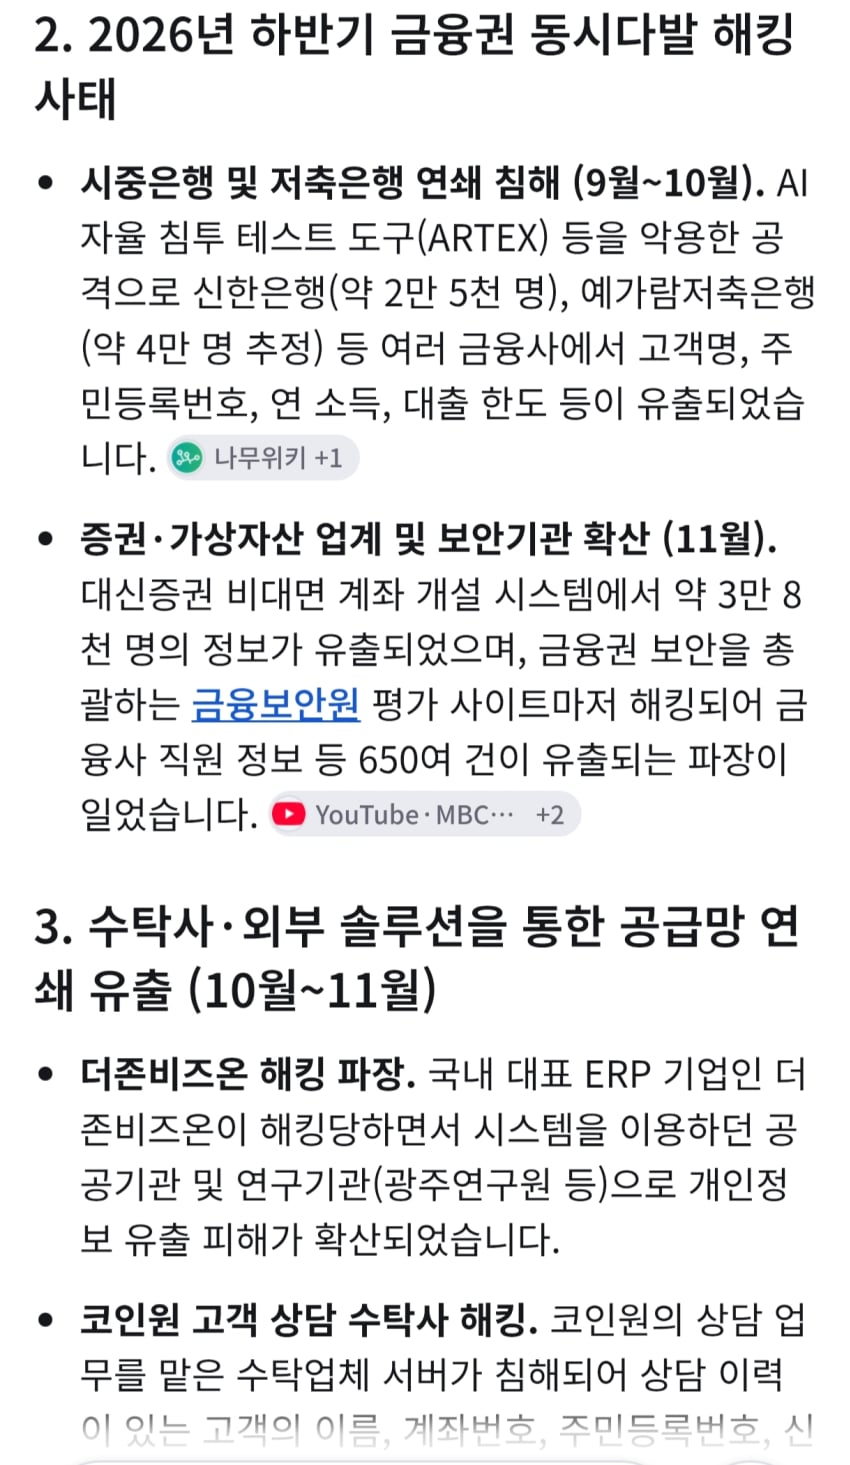 2. 2026년 하반기 금융권 동시다발 해킹
사태
• 시중은행 및 저축은행 연쇄 침해 (9월~10월). AI
자율 침투 테스트 도구(ARTEX) 등을 악용한 공
격으로 신한은행(약 2만 5천 명), 예가람저축은행
(약 4만 명 추정) 등 여러 금융사에서 고객명, 주
민등록번호, 연 소득, 대출 한도 등이 유출되었습
니다. 나무위키 +1
• 증권·가상자산 업계 및 보안기관 확산 (11월).
대신증권 비대면 계좌 개설 시스템에서 약 3만 8
천 명의 정보가 유출되었으며, 금융권 보안을 총
괄하는 금융보안원 평가 사이트마저 해킹되어 금
융사 직원 정보 등 650여 건이 유출되는 파장이
일었습니다. YouTube·MBC… +2
3. 수탁사·외부 솔루션을 통한 공급망 연
쇄 유출 (10월~11월)
• 더존비즈온 해킹 파장. 국내 대표 ERP 기업인 더
존비즈온이 해킹당하면서 시스템을 이용하던 공
공기관 및 연구기관(광주연구원 등)으로 개인정
보 유출 피해가 확산되었습니다.
• 코인원 고객 상담 수탁사 해킹. 코인원의 상담 업
무를 맡은 수탁업체 서버가 침해되어 상담 이력
이 있는 고객의 이름, 계좌번호, 주민등록번호, 신